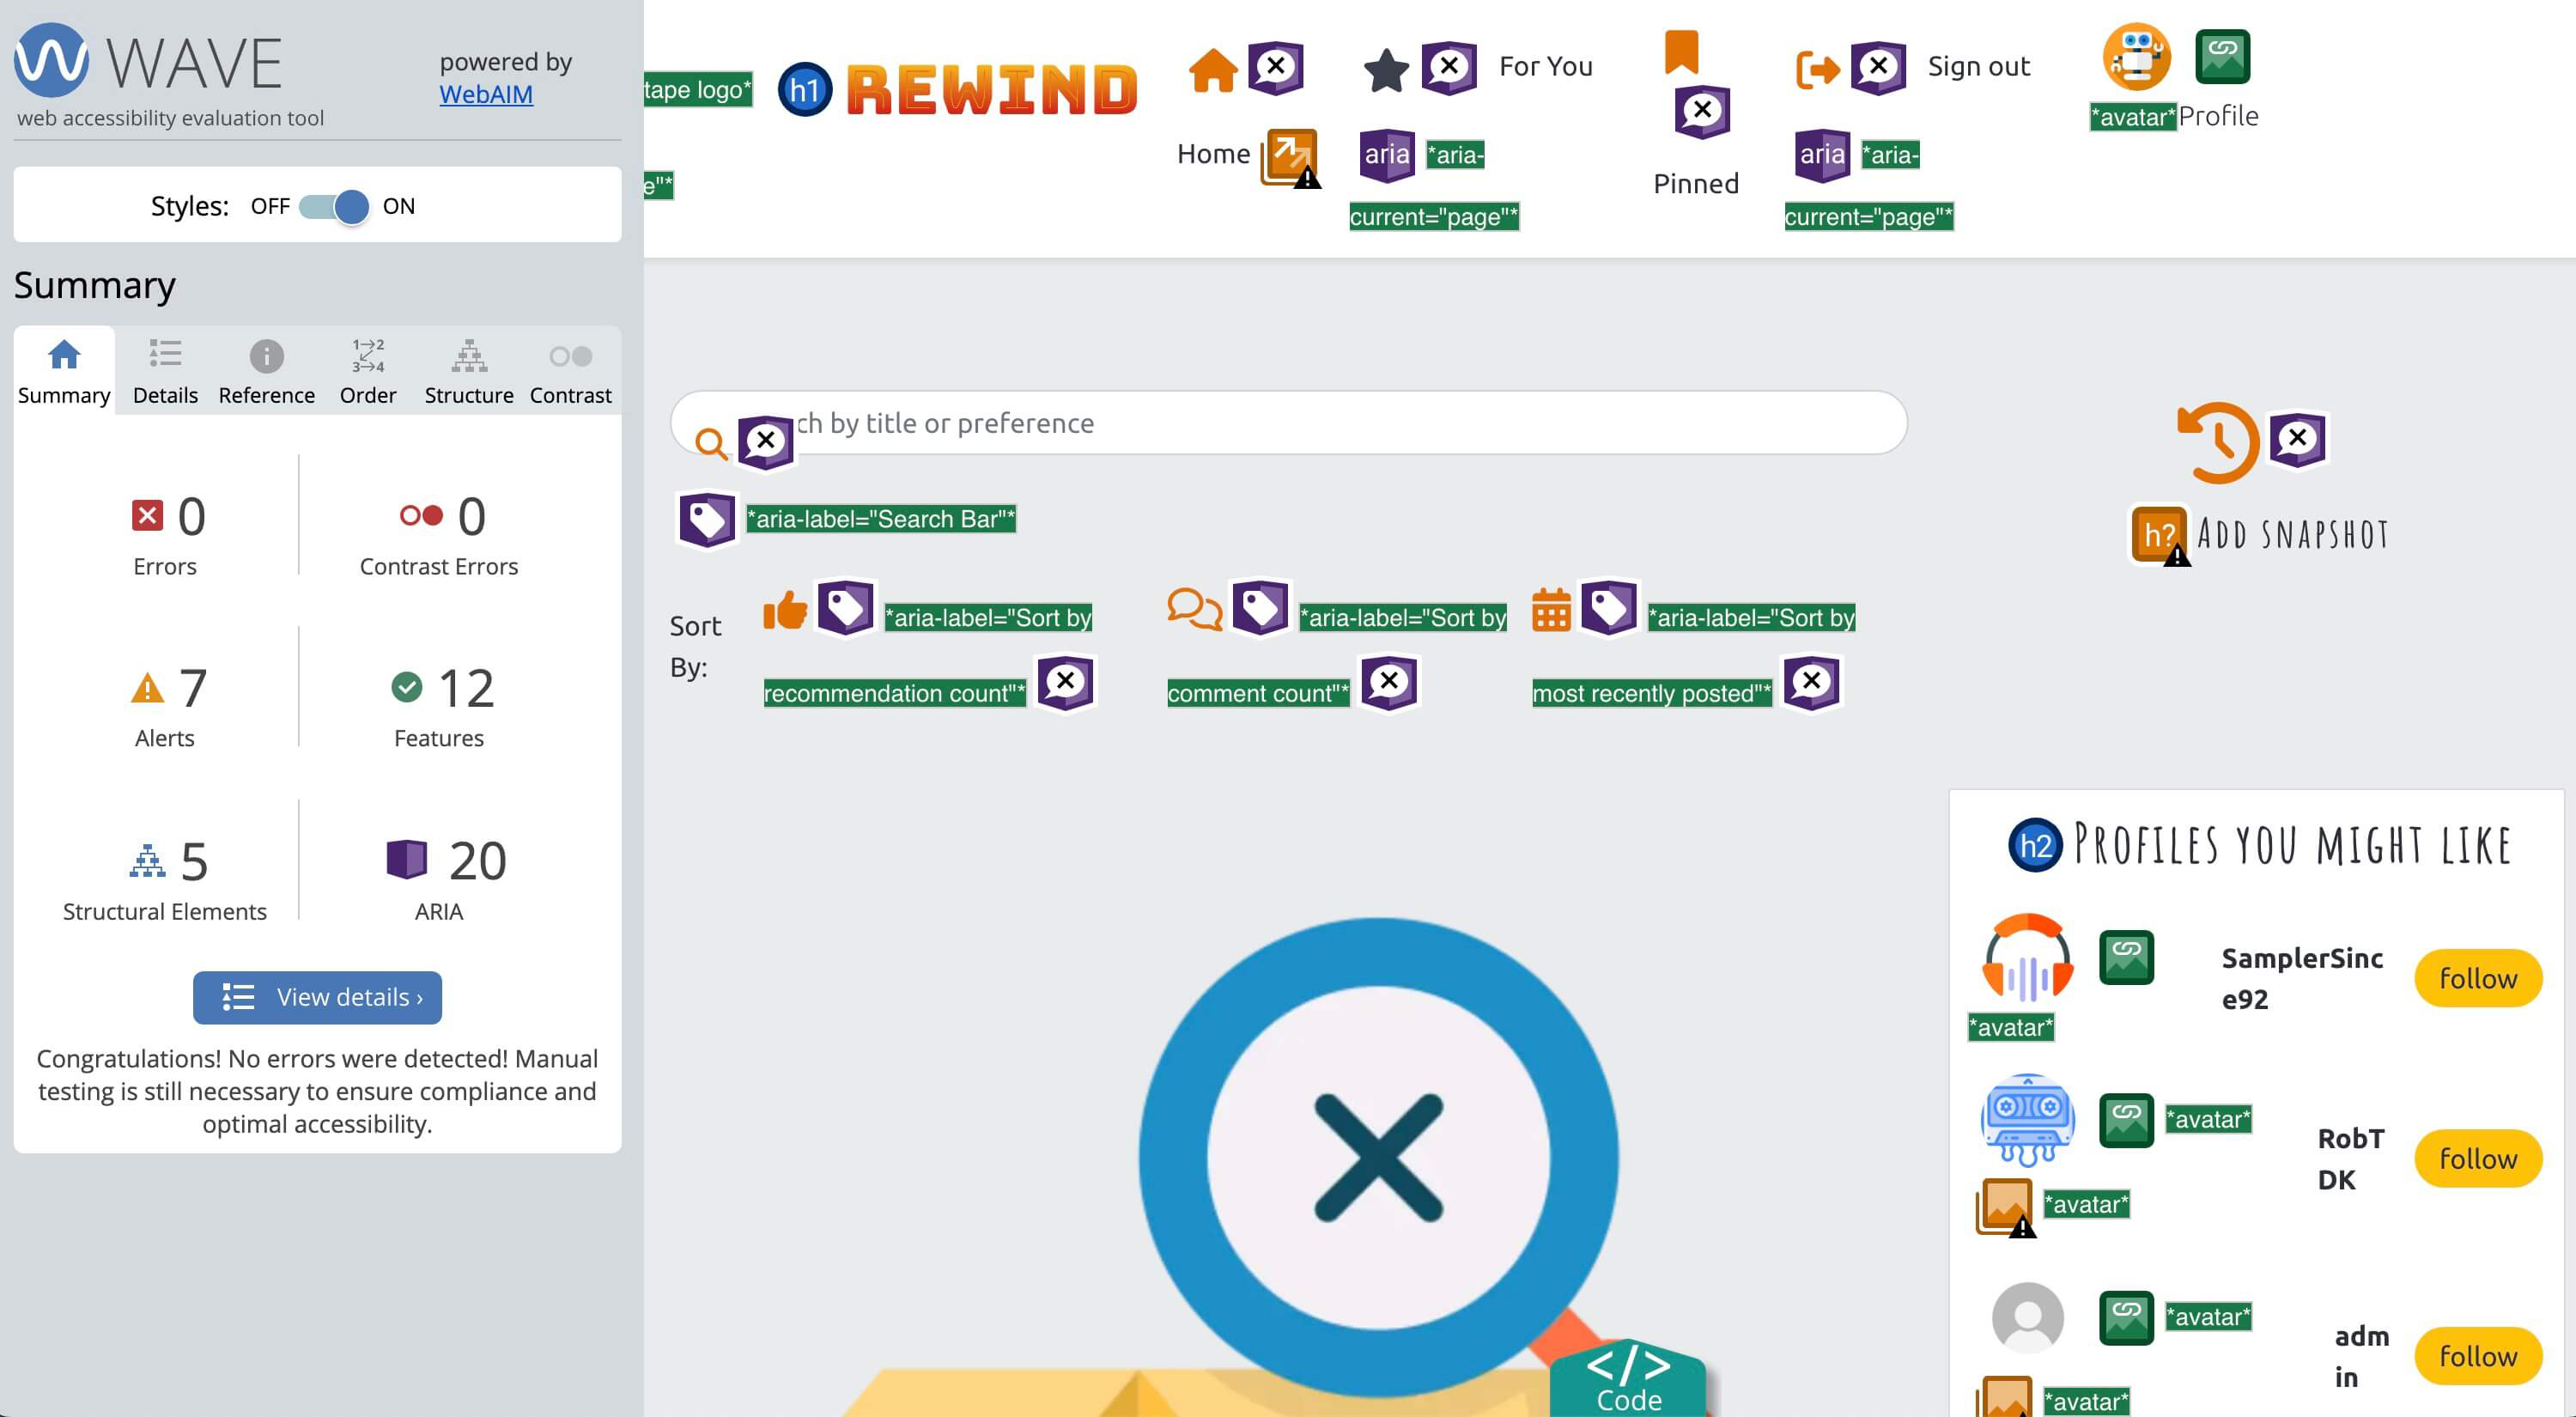 WAVE
powered by
WebAIM
web accessibility evaluation tool
Styles: OFF ON
Summary
Summary Details Reference Order Structure Contrast
1→2
3→4
0 Errors
0 Contrast Errors
7 Alerts
12 Features
5 Structural Elements
20 ARIA
View details ›
Congratulations! No errors were detected! Manual
testing is still necessary to ensure compliance and
optimal accessibility.
tape logo*
e"*
h1 REWIND
Home
For You
aria *aria-
current="page"*
Pinned
Sign out
aria *aria-
current="page"*
*avatar* Profile
ch by title or preference
*aria-label="Search Bar"*
h? Add snapshot
Sort
By:
*aria-label="Sort by
recommendation count"*
*aria-label="Sort by
comment count"*
*aria-label="Sort by
most recently posted"*
h2 Profiles you might like
*avatar*
SamplerSinc
e92
follow
*avatar*
*avatar*
RobT
DK
follow
*avatar*
*avatar*
adm
in
follow
</>
Code